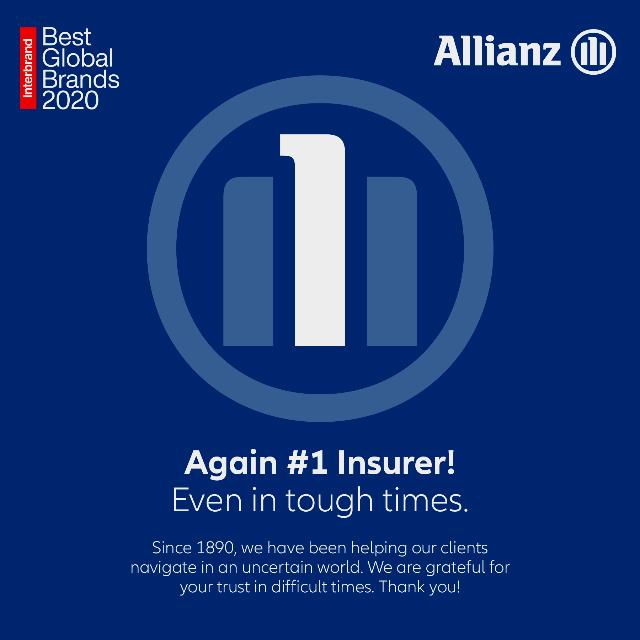 Interbrand
Best
Global
Brands
2020
Allianz
Again #1 Insurer!
Even in tough times.
Since 1890, we have been helping our clients
navigate in an uncertain world. We are grateful for
your trust in difficult times. Thank you!